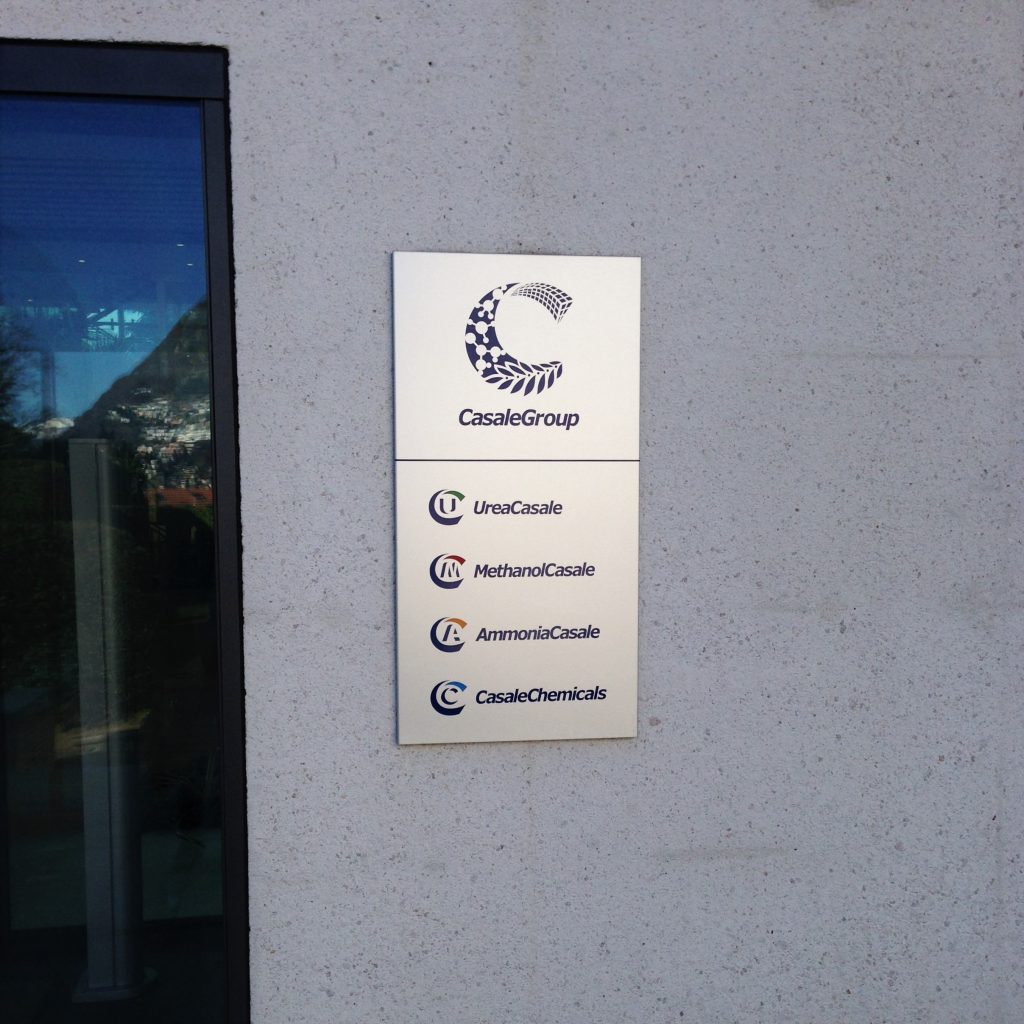 CasaleGroup
U UreaCasale
M MethanolCasale
A AmmoniaCasale
C CasaleChemicals